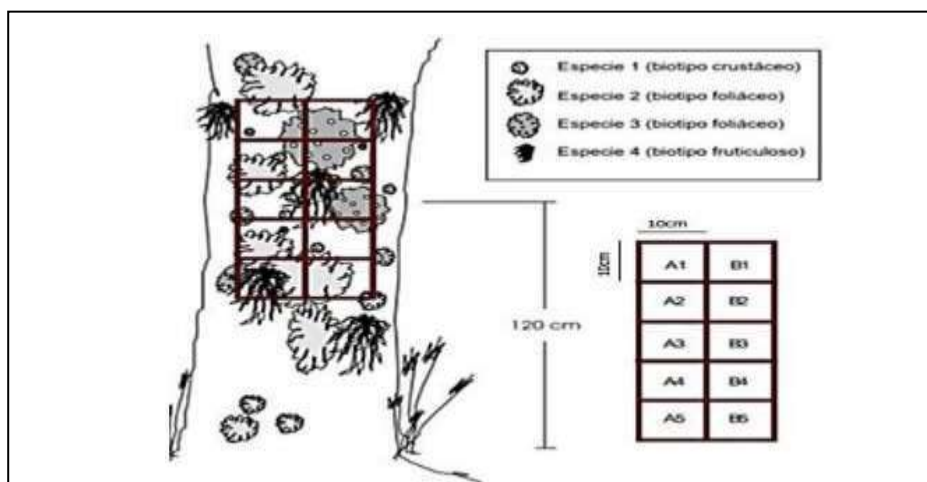 Especie 1 (biotipo crustáceo)
Especie 2 (biotipo foliáceo)
Especie 3 (biotipo foliáceo)
Especie 4 (biotipo fruticuloso)
10cm
10cm
A1 B1
A2 B2
A3 B3
A4 B4
A5 B5
120 cm